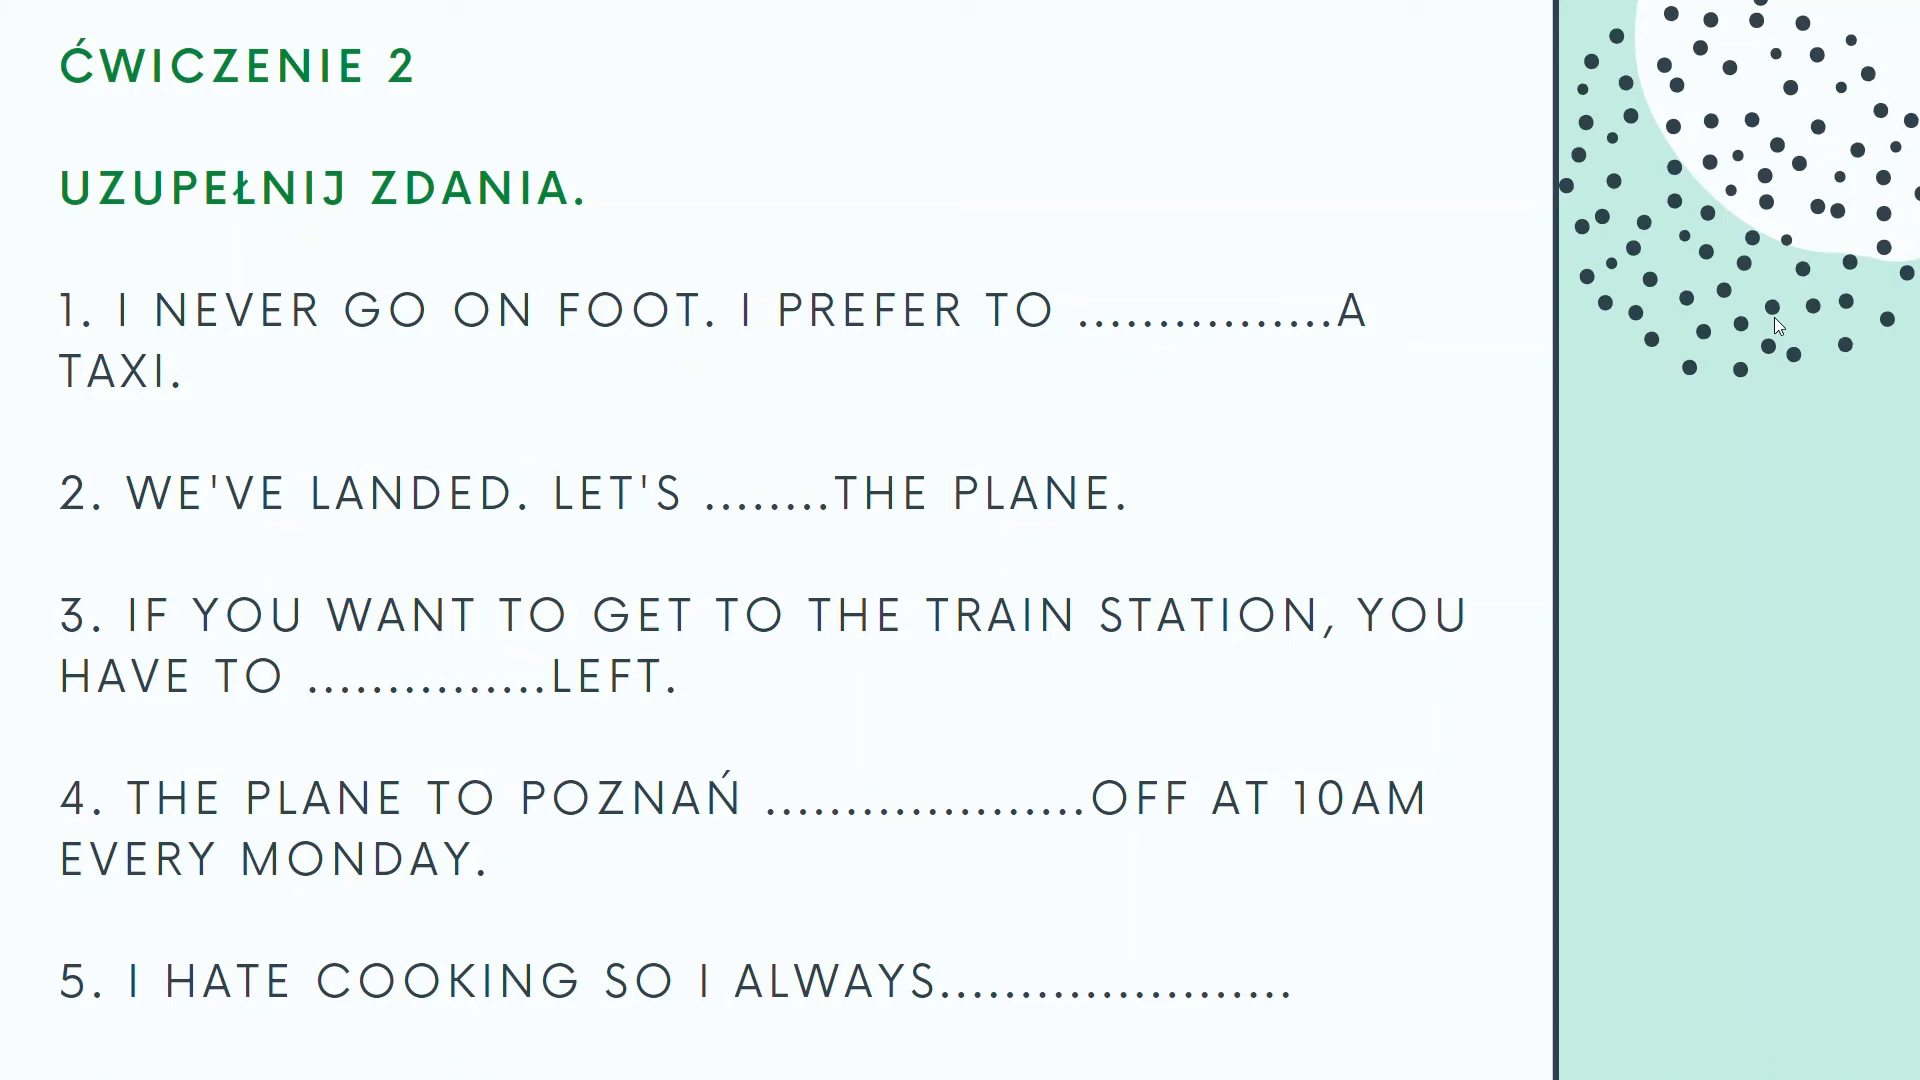 ĆWICZENIE 2
UZUPEŁNIJ ZDANIA.
1. I NEVER GO ON FOOT. I PREFER TO ................A
TAXI.
2. WE'VE LANDED. LET'S ........THE PLANE.
3. IF YOU WANT TO GET TO THE TRAIN STATION, YOU
HAVE TO ...............LEFT.
4. THE PLANE TO POZNAŃ ....................OFF AT 10AM
EVERY MONDAY.
5. I HATE COOKING SO I ALWAYS......................